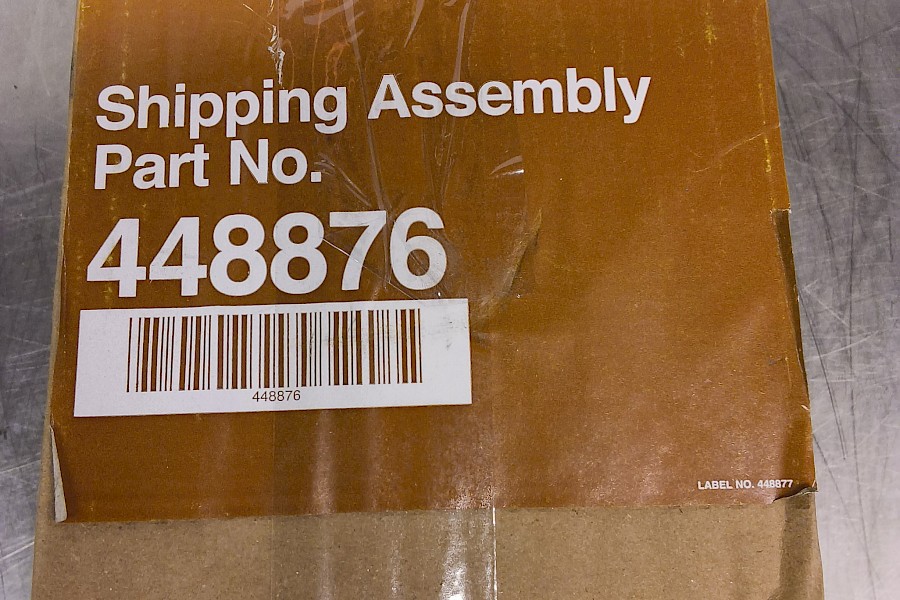 Shipping Assembly
Part No.
448876
448876
LABEL NO. 448877